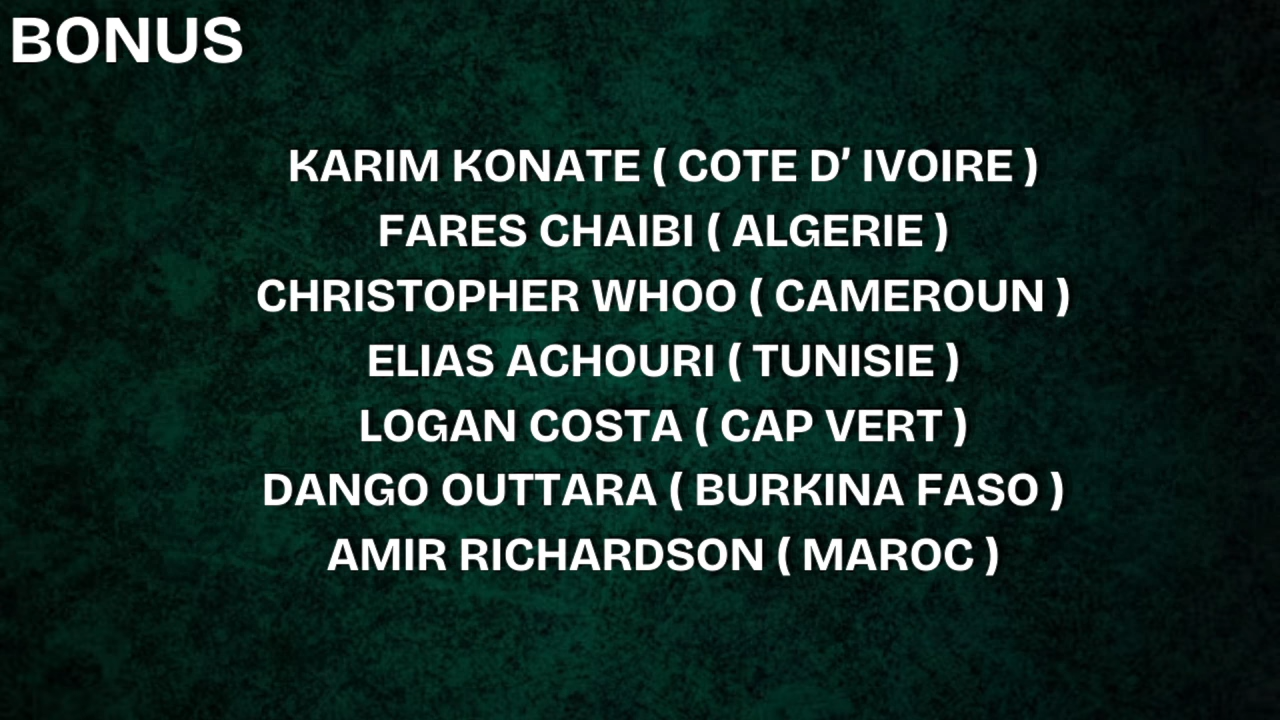 BONUS
KARIM KONATE ( COTE D' IVOIRE )
FARES CHAIBI ( ALGERIE )
CHRISTOPHER WHOO ( CAMEROUN )
ELIAS ACHOURI ( TUNISIE )
LOGAN COSTA ( CAP VERT )
DANGO OUTTARA ( BURKINA FASO )
AMIR RICHARDSON ( MAROC )